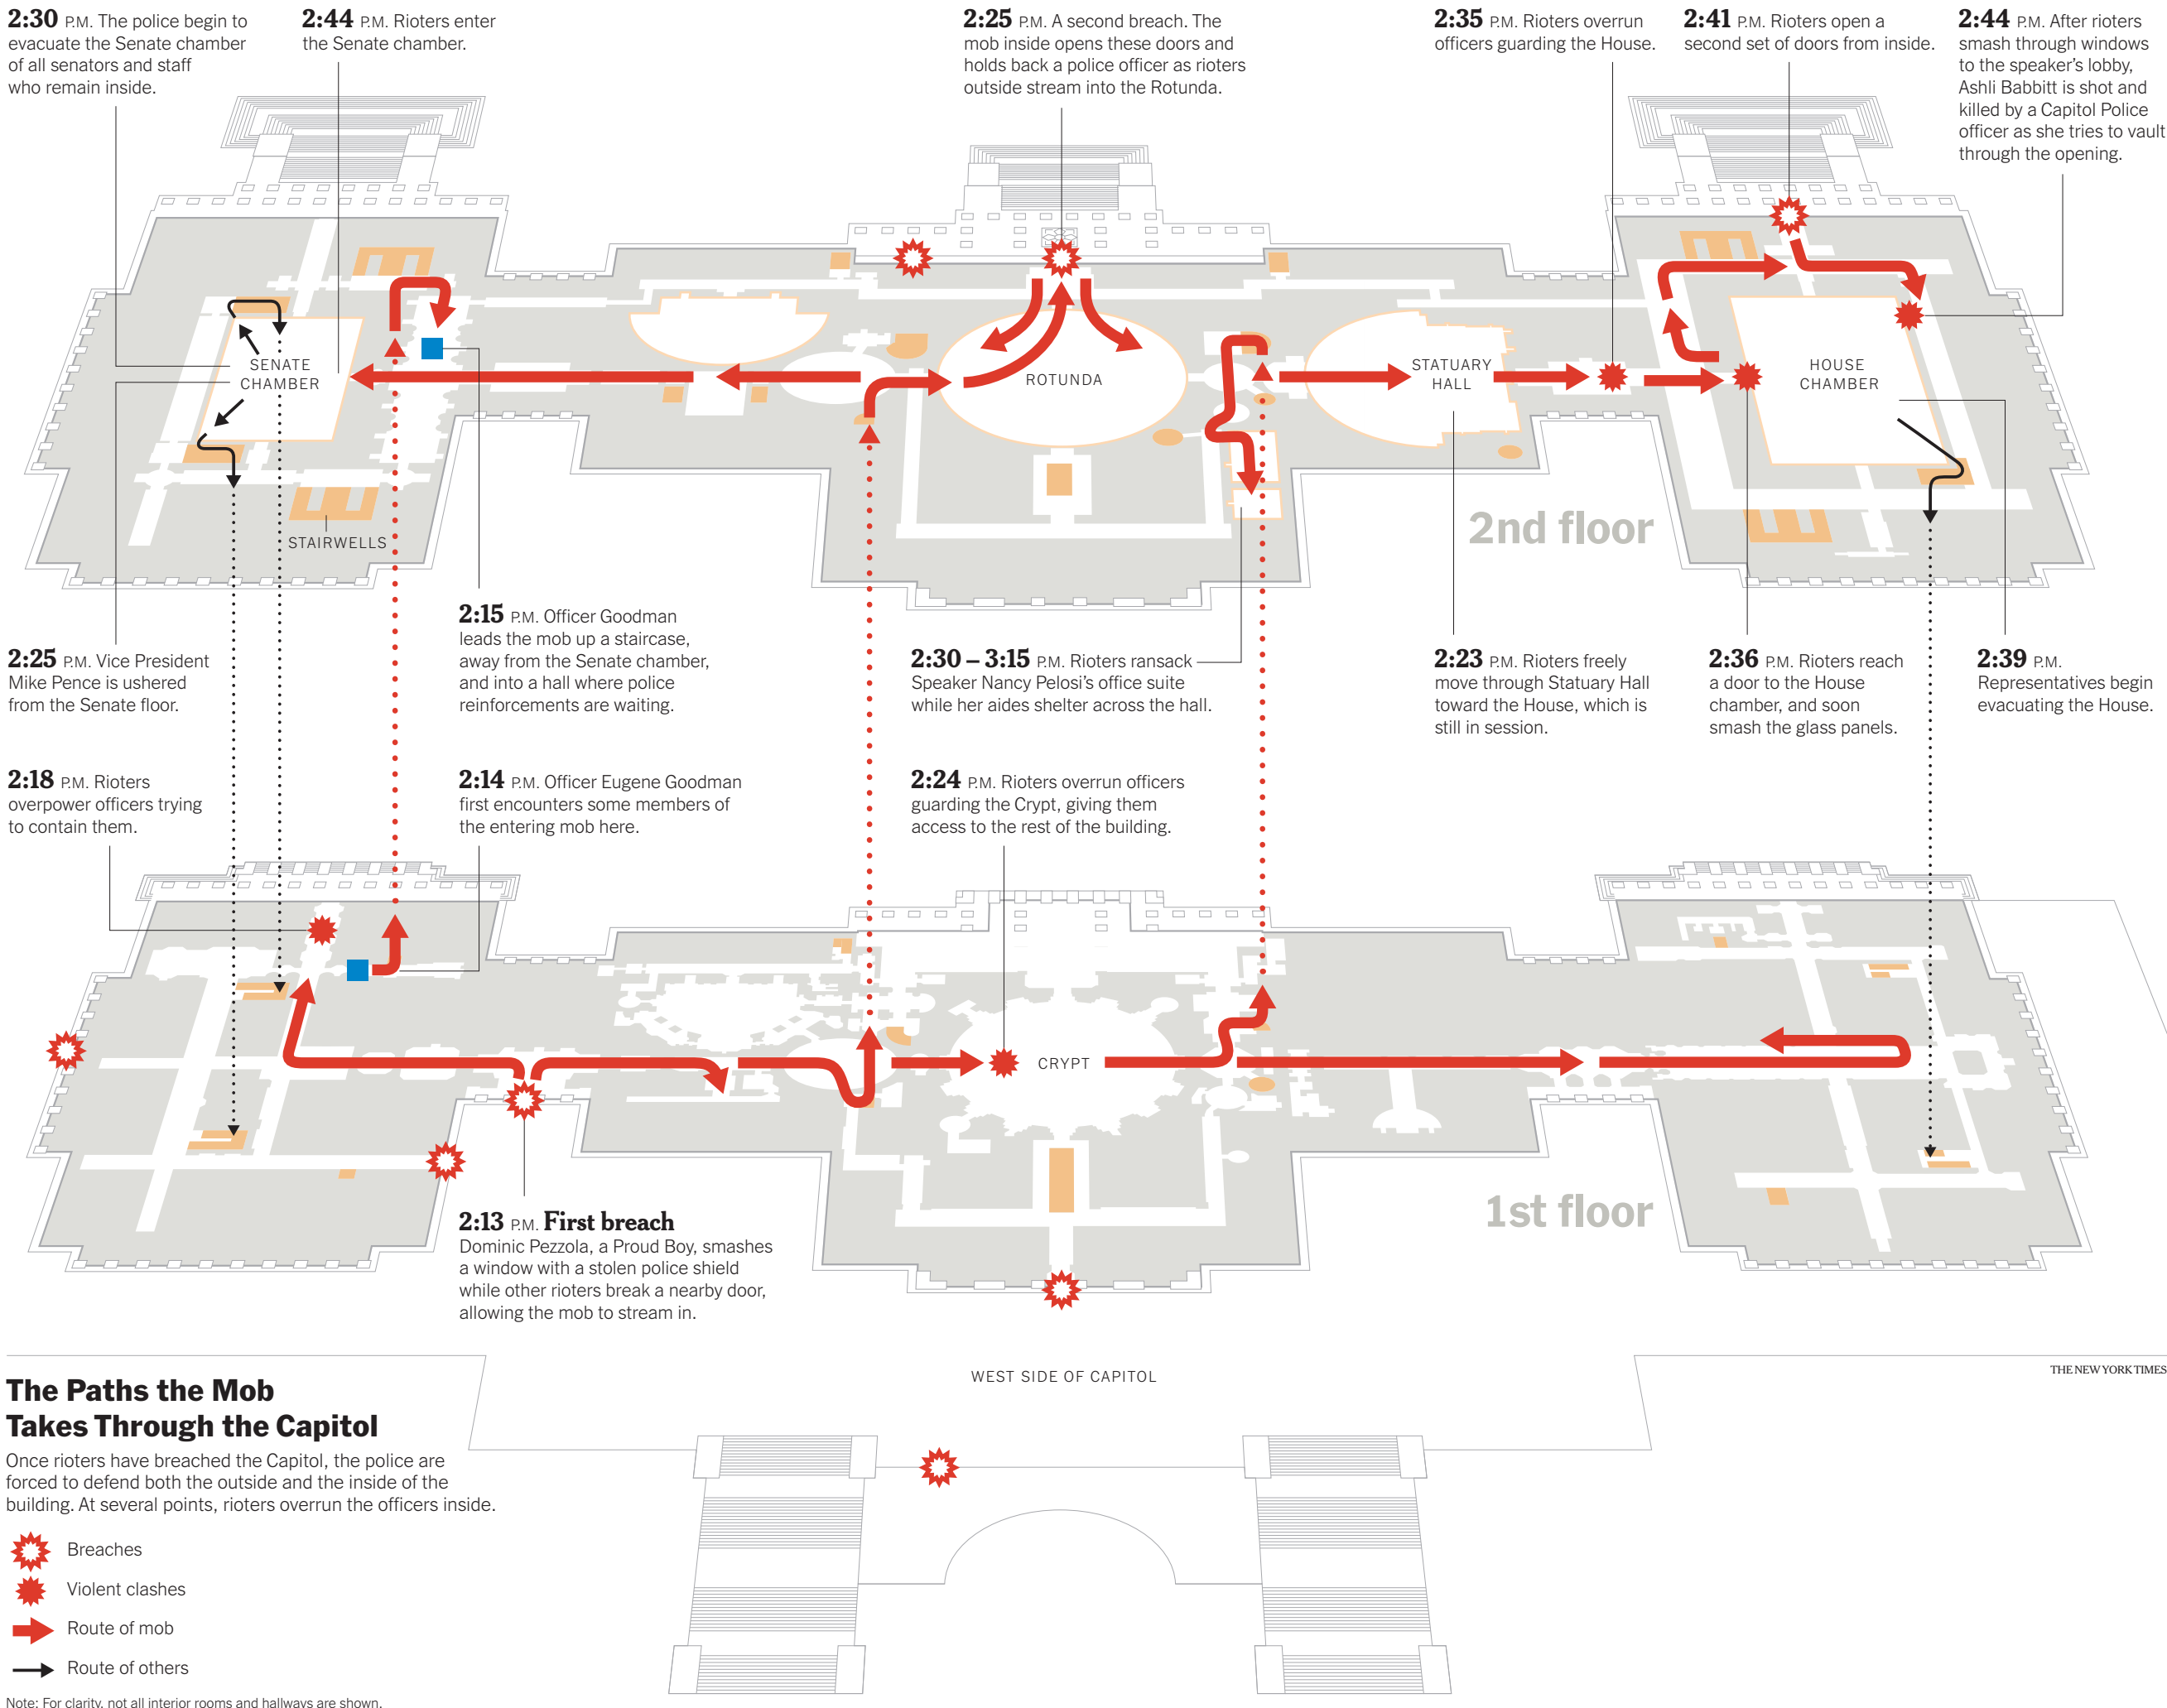 2:30 P.M. The police begin to
evacuate the Senate chamber
of all senators and staff
who remain inside.
2:44 P.M. Rioters enter
the Senate chamber.
2:25 P.M. A second breach. The
mob inside opens these doors and
holds back a police officer as rioters
outside stream into the Rotunda.
2:35 P.M. Rioters overrun
officers guarding the House.
2:41 P.M. Rioters open a
second set of doors from inside.
2:44 P.M. After rioters
smash through windows
to the speaker’s lobby,
Ashli Babbitt is shot and
killed by a Capitol Police
officer as she tries to vault
through the opening.
SENATE
CHAMBER
ROTUNDA
STATUARY
HALL
HOUSE
CHAMBER
STAIRWELLS
2nd floor
2:25 P.M. Vice President
Mike Pence is ushered
from the Senate floor.
2:15 P.M. Officer Goodman
leads the mob up a staircase,
away from the Senate chamber,
and into a hall where police
reinforcements are waiting.
2:30 – 3:15 P.M. Rioters ransack
Speaker Nancy Pelosi’s office suite
while her aides shelter across the hall.
2:23 P.M. Rioters freely
move through Statuary Hall
toward the House, which is
still in session.
2:36 P.M. Rioters reach
a door to the House
chamber, and soon
smash the glass panels.
2:39 P.M.
Representatives begin
evacuating the House.
2:18 P.M. Rioters
overpower officers trying
to contain them.
2:14 P.M. Officer Eugene Goodman
first encounters some members of
the entering mob here.
2:24 P.M. Rioters overrun officers
guarding the Crypt, giving them
access to the rest of the building.
CRYPT
1st floor
2:13 P.M. First breach
Dominic Pezzola, a Proud Boy, smashes
a window with a stolen police shield
while other rioters break a nearby door,
allowing the mob to stream in.
WEST SIDE OF CAPITOL
THE NEW YORK TIMES
The Paths the Mob
Takes Through the Capitol
Once rioters have breached the Capitol, the police are
forced to defend both the outside and the inside of the
building. At several points, rioters overrun the officers inside.
Breaches
Violent clashes
Route of mob
Route of others
Note: For clarity, not all interior rooms and hallways are shown.